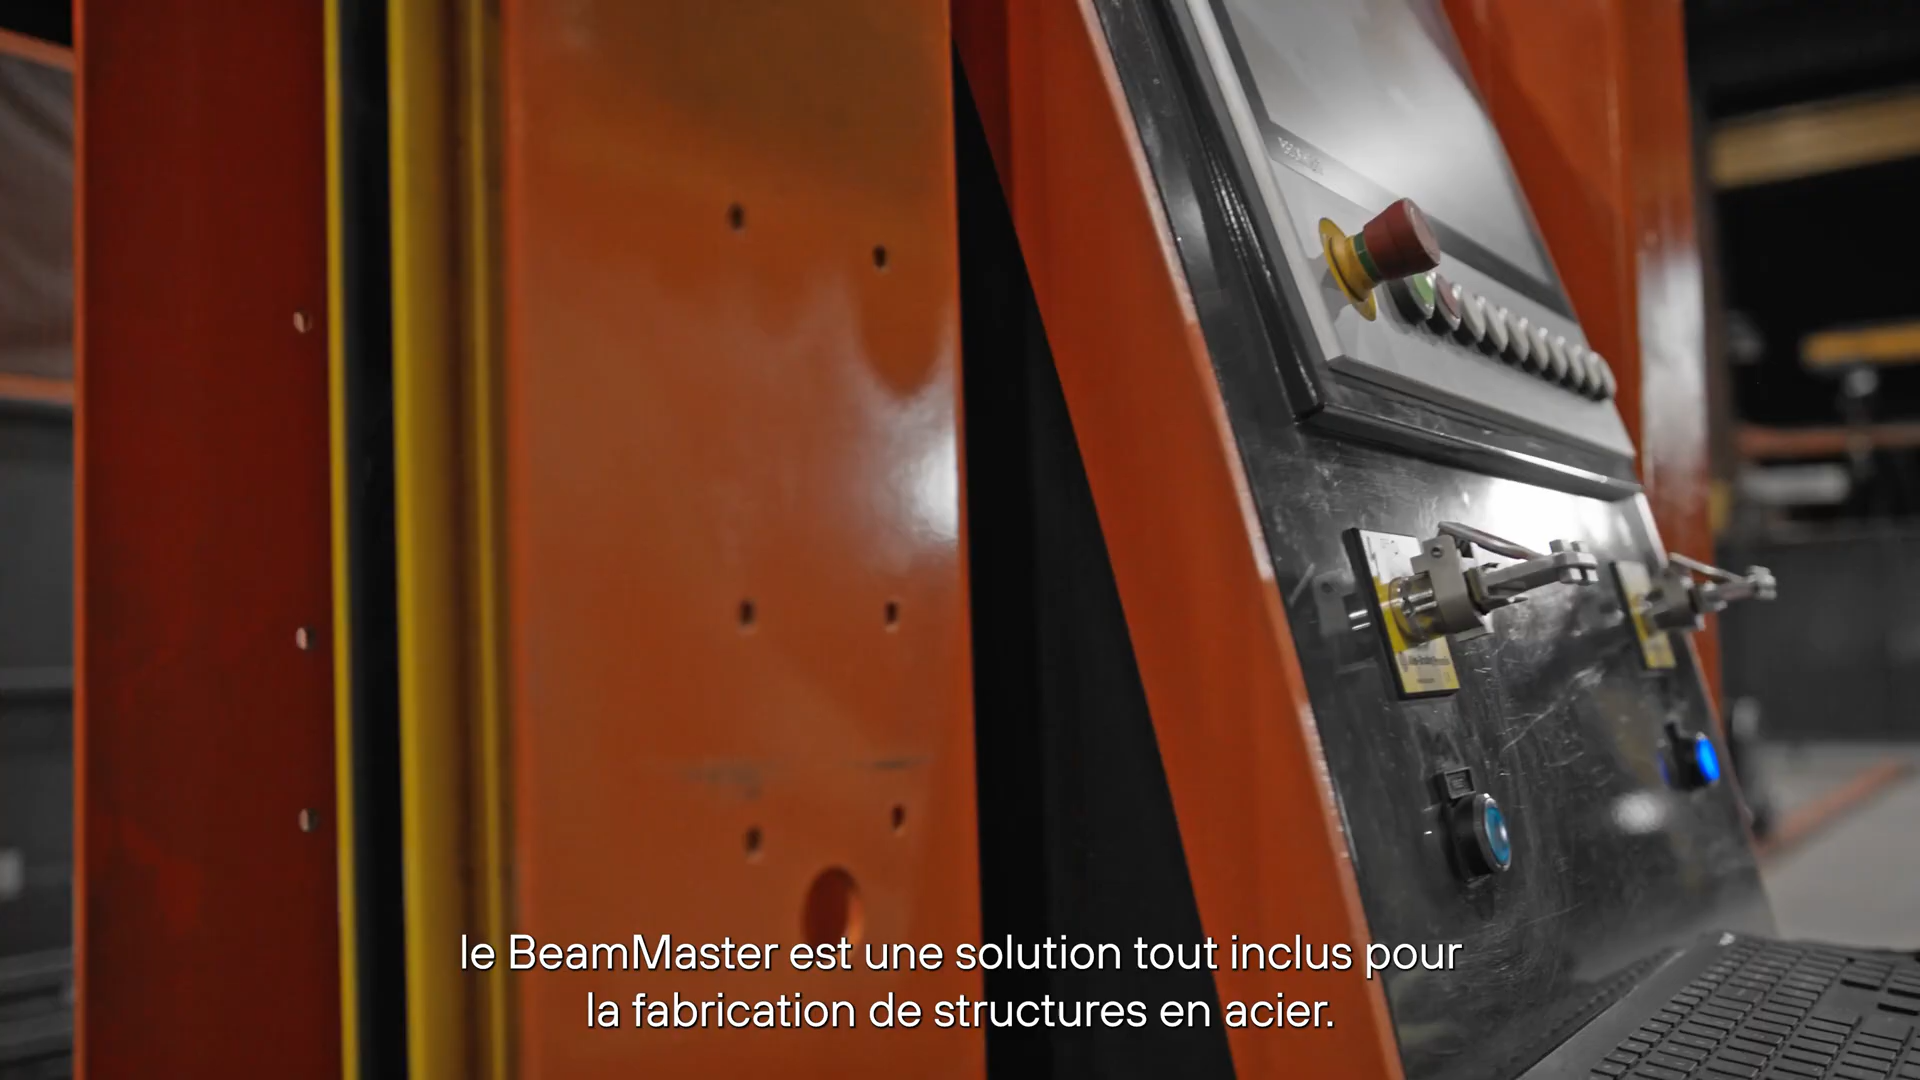 le BeamMaster est une solution tout inclus pour
la fabrication de structures en acier.